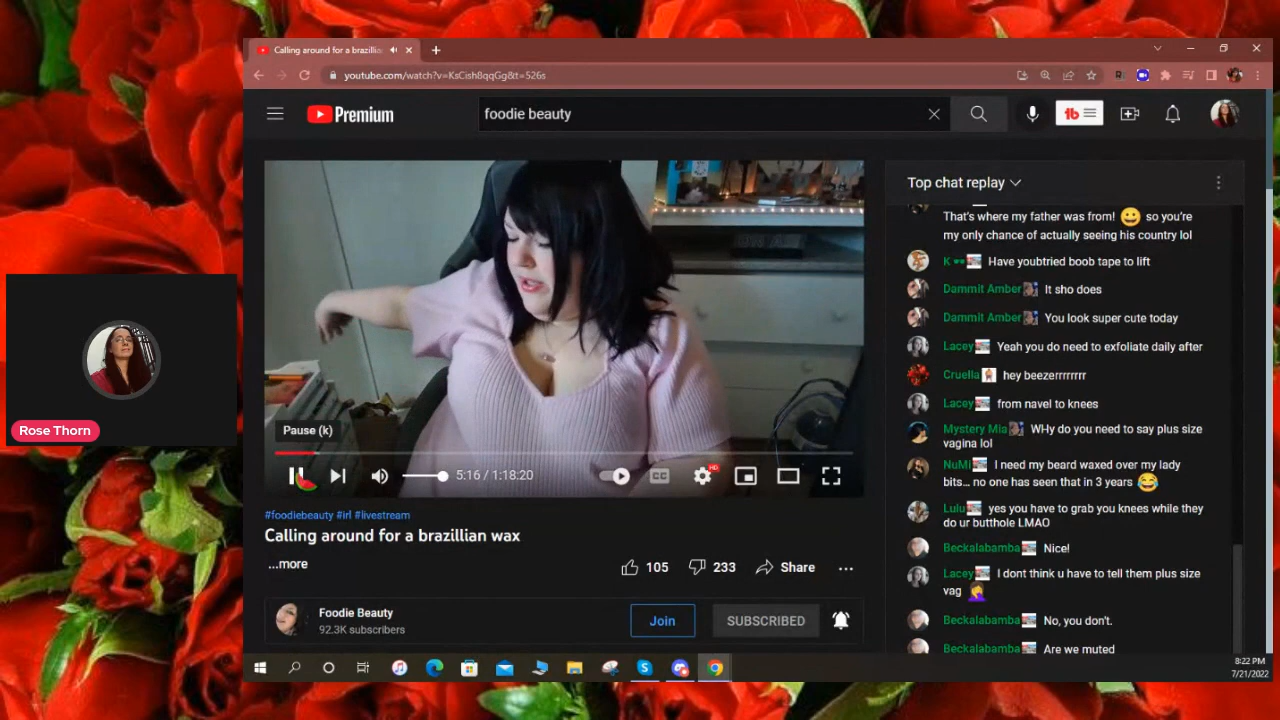 Calling around for a brazillia
youtube.com/watch?v=KsCish8qqGg&t=526s
Premium
foodie beauty
tb
Top chat replay
That's where my father was from! 😀 so you're
my only chance of actually seeing his country lol
K Have youbtried boob tape to lift
Dammit Amber It sho does
Dammit Amber You look super cute today
Lacey Yeah you do need to exfoliate daily after
Cruella hey beezerrrrrrr
Lacey from navel to knees
Mystery Mia WHy do you need to say plus size
vagina lol
NuMi I need my beard waxed over my lady
bits... no one has seen that in 3 years 😂
Lulu yes you have to grab you knees while they
do ur butthole LMAO
Beckalabamba Nice!
Lacey I dont think u have to tell them plus size
vag 🤦‍♀️
Beckalabamba No, you don't.
Beckalabamba Are we muted
Rose Thorn
Pause (k)
5:16 / 1:18:20
CC
HD
#foodiebeauty #irl #livestream
Calling around for a brazillian wax
...more
105
233
Share
Foodie Beauty
92.3K subscribers
Join
SUBSCRIBED
8:22 PM
7/21/2022